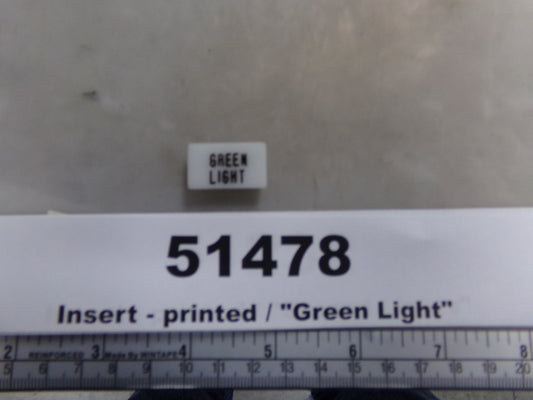 GREEN
LIGHT
51478
Insert - printed / "Green Light"
2 REINFORCED 3 Made By WINTAPE 4 5 6 7 8
5 6 7 8 9 10 11 12 13 14 15 16 17 18 19 20